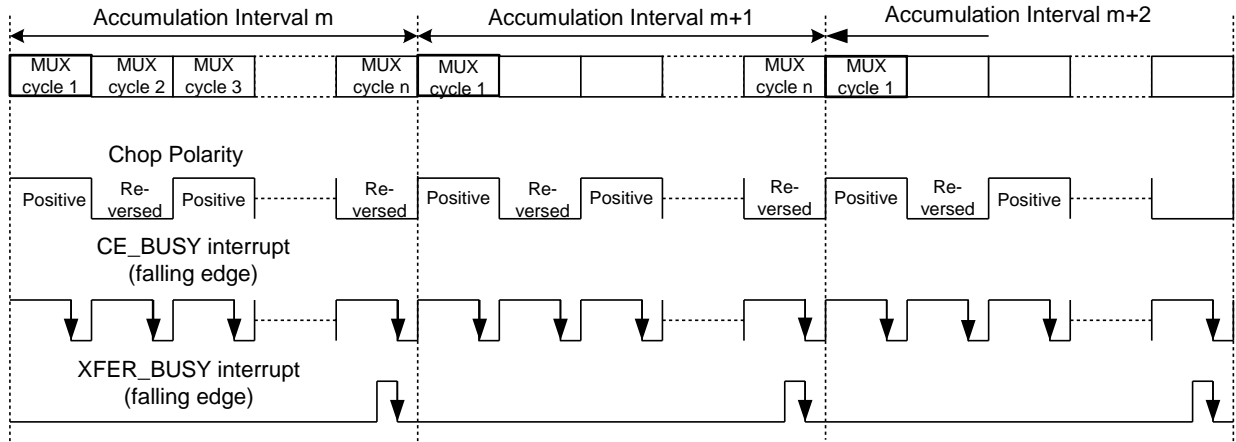 Accumulation Interval m
Accumulation Interval m+1
Accumulation Interval m+2
MUX
cycle 1
MUX
cycle 2
MUX
cycle 3
MUX
cycle n
MUX
cycle 1
MUX
cycle n
MUX
cycle 1
Chop Polarity
Positive
Re-
versed
Positive
Re-
versed
Positive
Re-
versed
Positive
Re-
versed
Positive
Re-
versed
Positive
CE_BUSY interrupt
(falling edge)
XFER_BUSY interrupt
(falling edge)